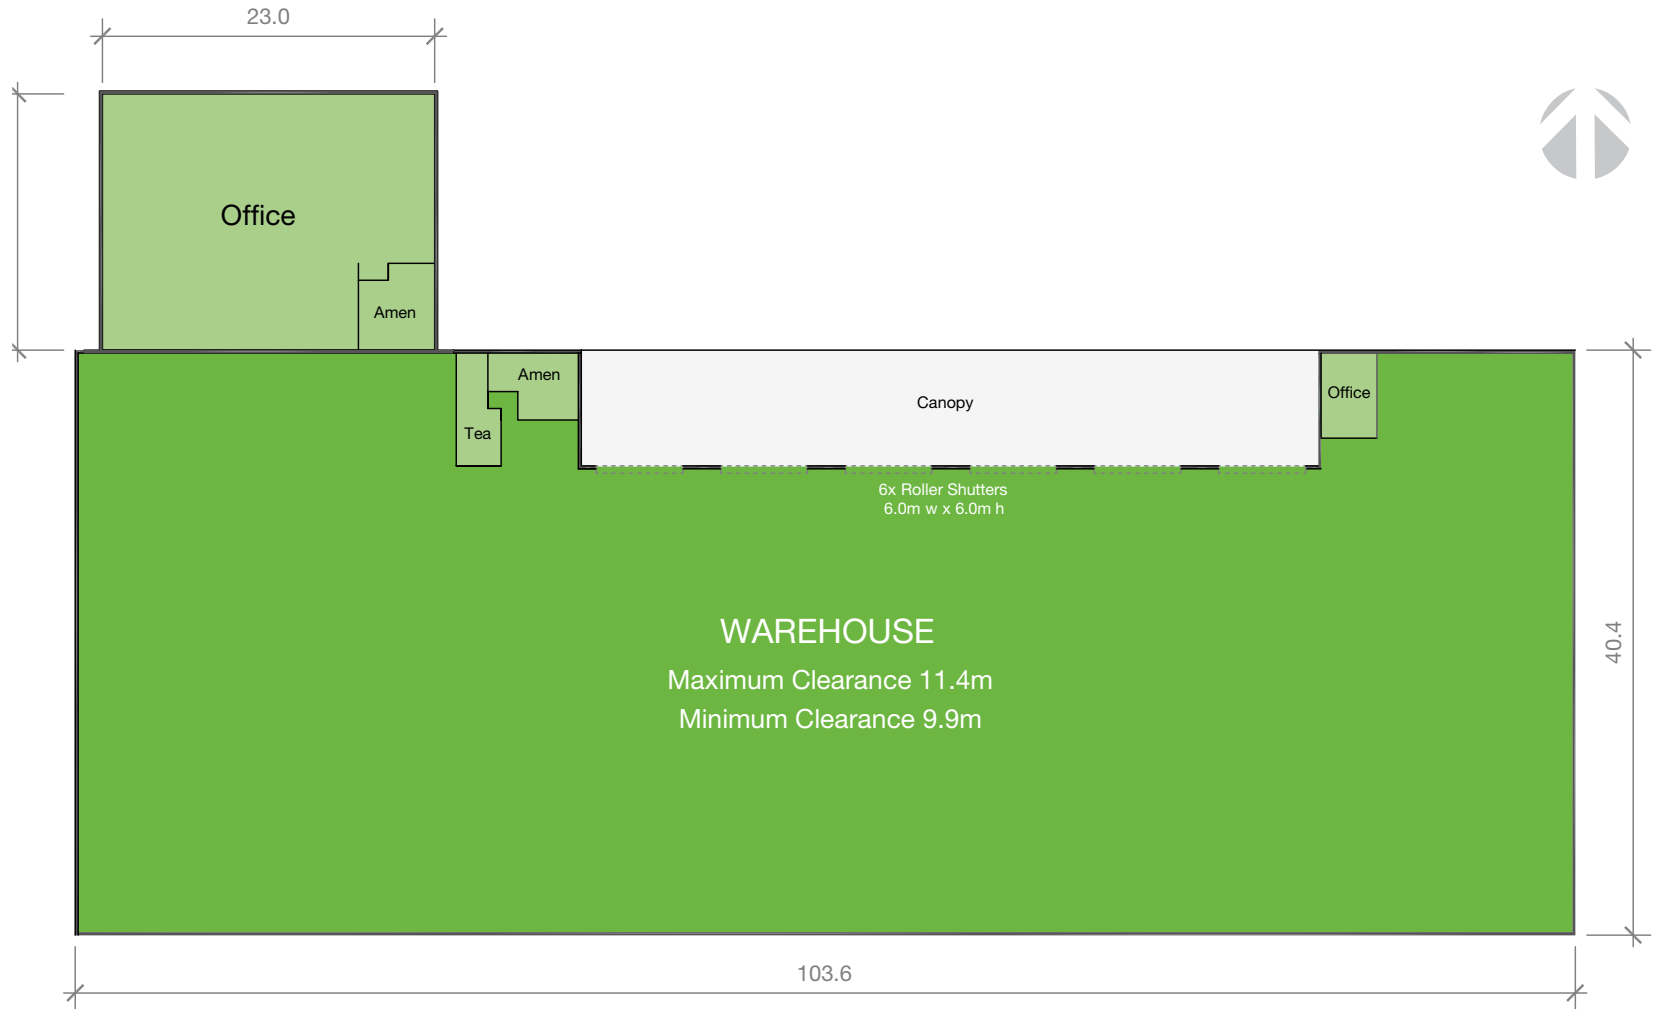 23.0
Office
Amen
Amen
Tea
Canopy
Office
6x Roller Shutters
6.0m w x 6.0m h
WAREHOUSE
Maximum Clearance 11.4m
Minimum Clearance 9.9m
40.4
103.6